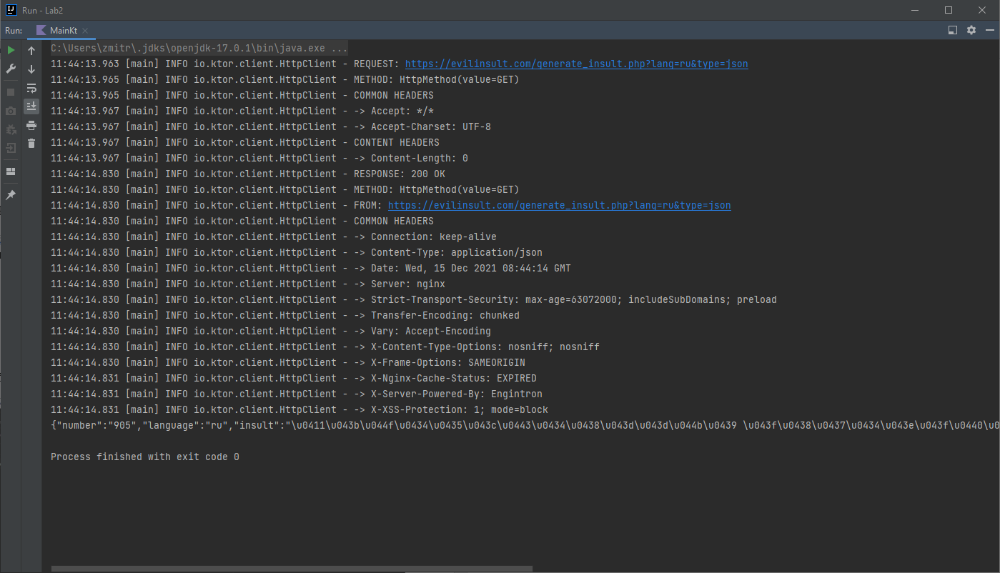 Run - Lab2
Run: MainKt
C:\Users\zmitr\.jdks\openjdk-17.0.1\bin\java.exe ...
11:44:13.963 [main] INFO io.ktor.client.HttpClient - REQUEST: https://evilinsult.com/generate_insult.php?lang=ru&type=json
11:44:13.965 [main] INFO io.ktor.client.HttpClient - METHOD: HttpMethod(value=GET)
11:44:13.965 [main] INFO io.ktor.client.HttpClient - COMMON HEADERS
11:44:13.967 [main] INFO io.ktor.client.HttpClient - -> Accept: */*
11:44:13.967 [main] INFO io.ktor.client.HttpClient - -> Accept-Charset: UTF-8
11:44:13.967 [main] INFO io.ktor.client.HttpClient - CONTENT HEADERS
11:44:13.967 [main] INFO io.ktor.client.HttpClient - -> Content-Length: 0
11:44:14.830 [main] INFO io.ktor.client.HttpClient - RESPONSE: 200 OK
11:44:14.830 [main] INFO io.ktor.client.HttpClient - METHOD: HttpMethod(value=GET)
11:44:14.830 [main] INFO io.ktor.client.HttpClient - FROM: https://evilinsult.com/generate_insult.php?lang=ru&type=json
11:44:14.830 [main] INFO io.ktor.client.HttpClient - COMMON HEADERS
11:44:14.830 [main] INFO io.ktor.client.HttpClient - -> Connection: keep-alive
11:44:14.830 [main] INFO io.ktor.client.HttpClient - -> Content-Type: application/json
11:44:14.830 [main] INFO io.ktor.client.HttpClient - -> Date: Wed, 15 Dec 2021 08:44:14 GMT
11:44:14.830 [main] INFO io.ktor.client.HttpClient - -> Server: nginx
11:44:14.830 [main] INFO io.ktor.client.HttpClient - -> Strict-Transport-Security: max-age=63072000; includeSubDomains; preload
11:44:14.830 [main] INFO io.ktor.client.HttpClient - -> Transfer-Encoding: chunked
11:44:14.830 [main] INFO io.ktor.client.HttpClient - -> Vary: Accept-Encoding
11:44:14.830 [main] INFO io.ktor.client.HttpClient - -> X-Content-Type-Options: nosniff; nosniff
11:44:14.830 [main] INFO io.ktor.client.HttpClient - -> X-Frame-Options: SAMEORIGIN
11:44:14.831 [main] INFO io.ktor.client.HttpClient - -> X-Nginx-Cache-Status: EXPIRED
11:44:14.831 [main] INFO io.ktor.client.HttpClient - -> X-Server-Powered-By: Engintron
11:44:14.831 [main] INFO io.ktor.client.HttpClient - -> X-XSS-Protection: 1; mode=block
{"number":"905","language":"ru","insult":"\u0411\u043b\u044f\u0434\u0435\u043c\u0443\u0434\u0438\u043d\u043d\u044b\u0439 \u043f\u0438\u0437\u0434\u043e\u043f\u0440\u0
Process finished with exit code 0